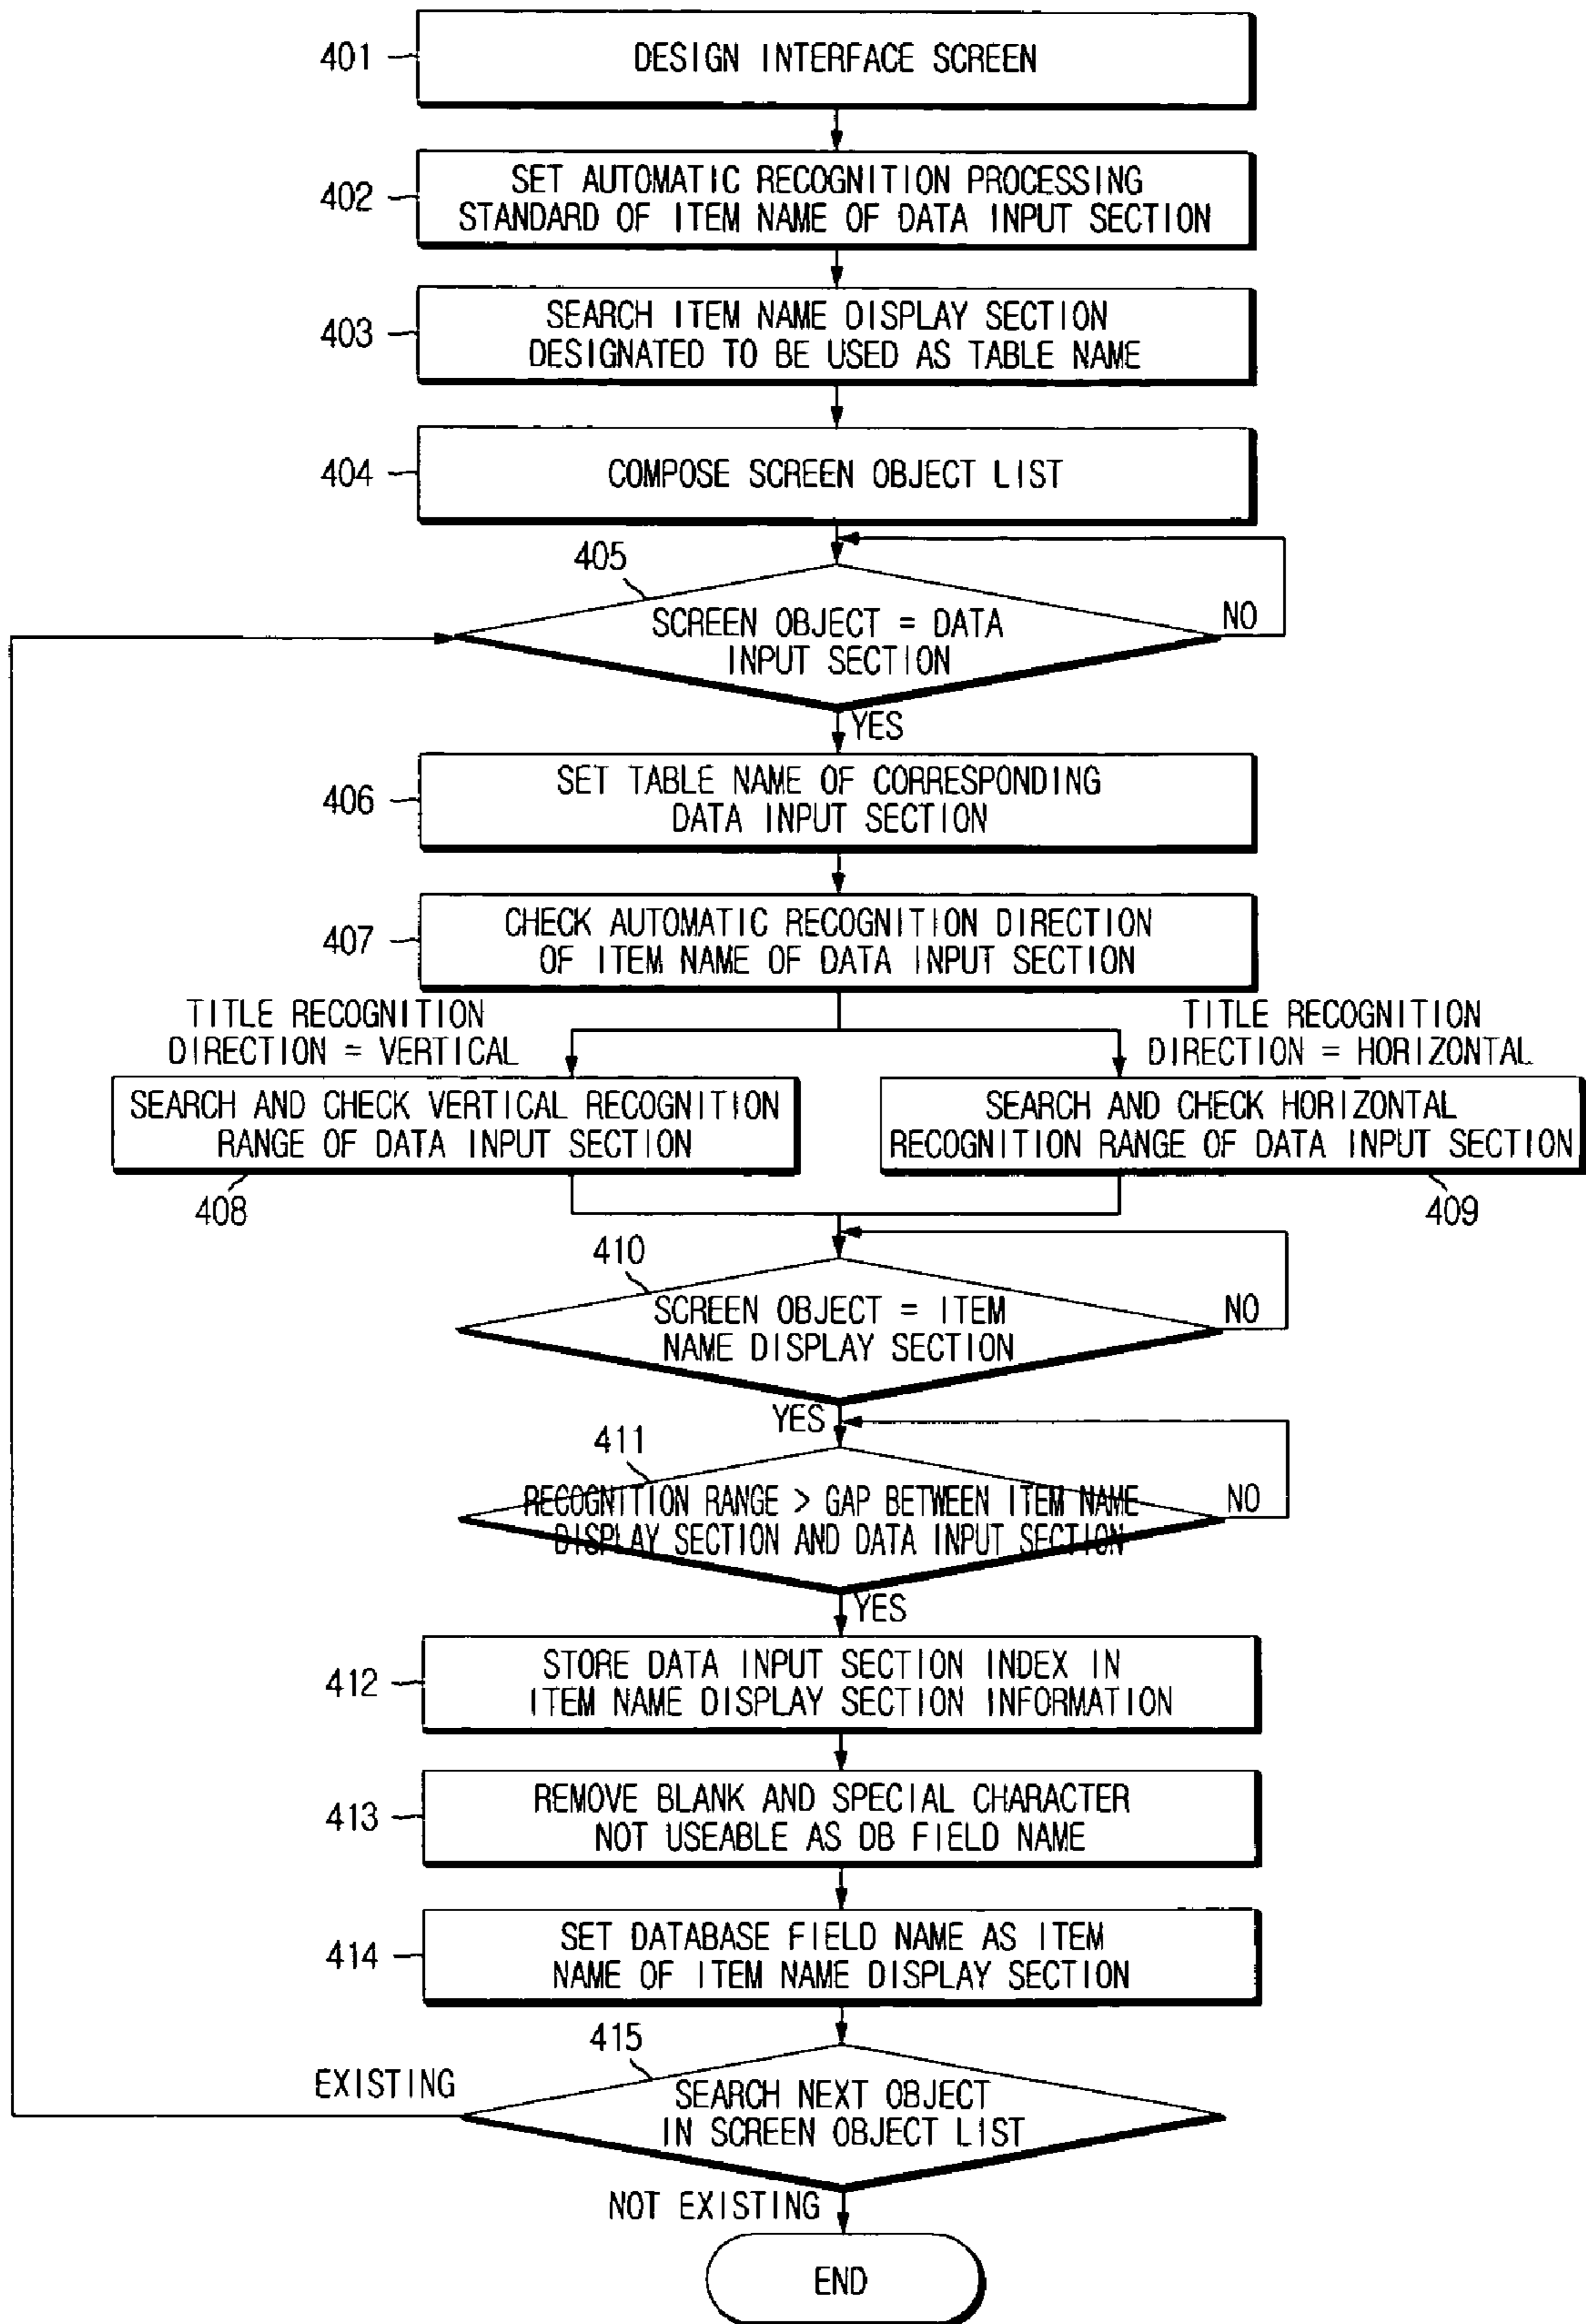 401
DESIGN INTERFACE SCREEN
402
SET AUTOMATIC RECOGNITION PROCESSING
STANDARD OF ITEM NAME OF DATA INPUT SECTION
403
SEARCH ITEM NAME DISPLAY SECTION
DESIGNATED TO BE USED AS TABLE NAME
404
COMPOSE SCREEN OBJECT LIST
405
SCREEN OBJECT = DATA
INPUT SECTION
NO
YES
406
SET TABLE NAME OF CORRESPONDING
DATA INPUT SECTION
407
CHECK AUTOMATIC RECOGNITION DIRECTION
OF ITEM NAME OF DATA INPUT SECTION
TITLE RECOGNITION
DIRECTION = VERTICAL
TITLE RECOGNITION
DIRECTION = HORIZONTAL
SEARCH AND CHECK VERTICAL RECOGNITION
RANGE OF DATA INPUT SECTION
408
SEARCH AND CHECK HORIZONTAL
RECOGNITION RANGE OF DATA INPUT SECTION
409
410
SCREEN OBJECT = ITEM
NAME DISPLAY SECTION
NO
YES
411
RECOGNITION RANGE > GAP BETWEEN ITEM NAME
DISPLAY SECTION AND DATA INPUT SECTION
NO
YES
412
STORE DATA INPUT SECTION INDEX IN
ITEM NAME DISPLAY SECTION INFORMATION
413
REMOVE BLANK AND SPECIAL CHARACTER
NOT USEABLE AS DB FIELD NAME
414
SET DATABASE FIELD NAME AS ITEM
NAME OF ITEM NAME DISPLAY SECTION
415
EXISTING
SEARCH NEXT OBJECT
IN SCREEN OBJECT LIST
NOT EXISTING
END